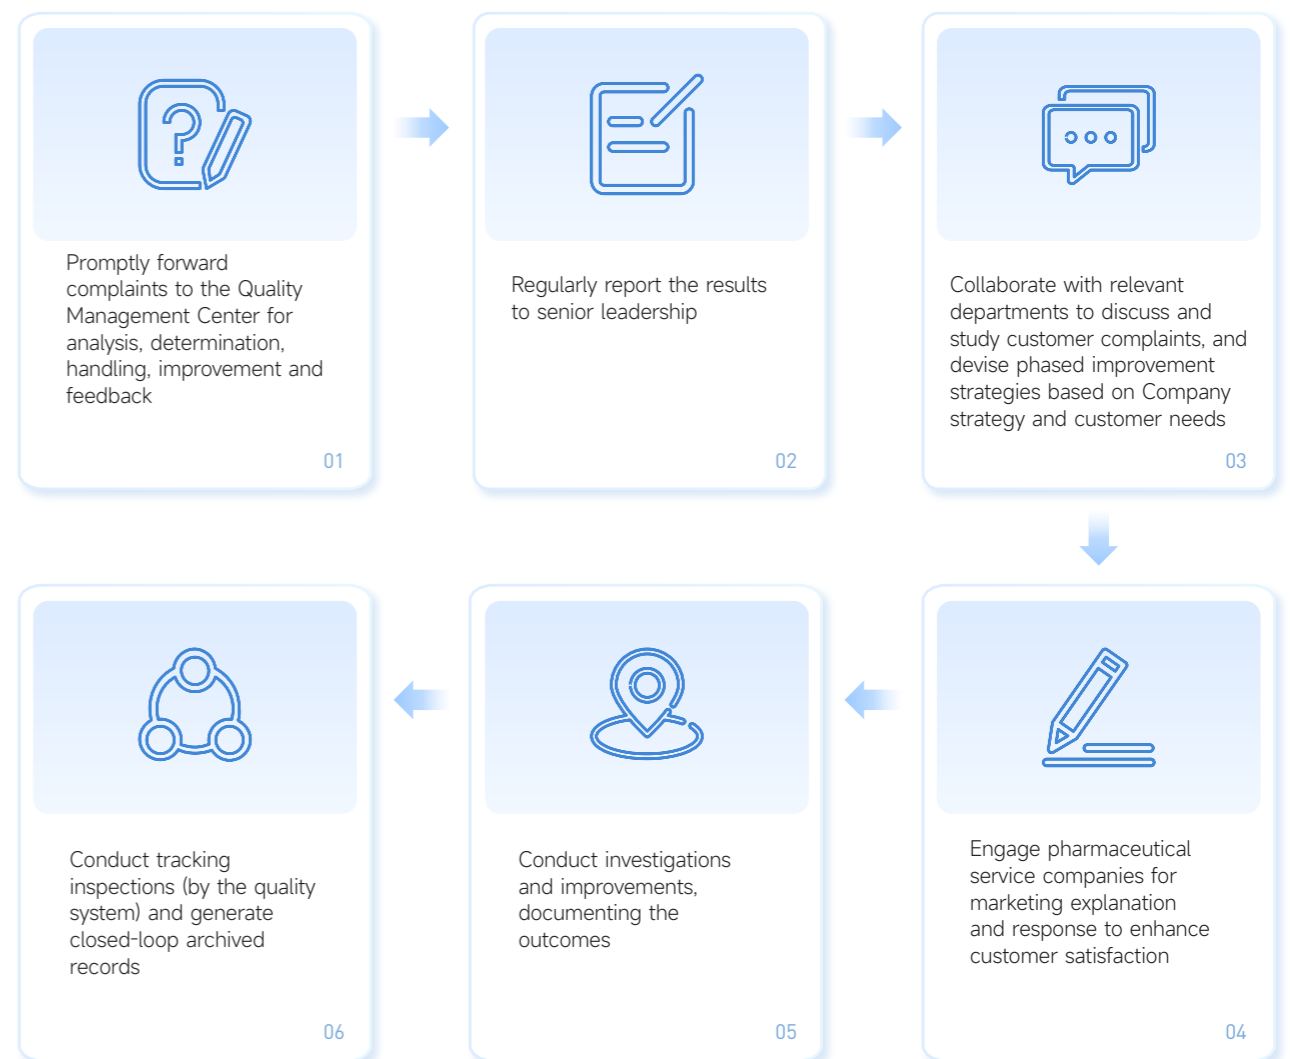 Promptly forward
complaints to the Quality
Management Center for
analysis, determination,
handling, improvement and
feedback
01
Regularly report the results
to senior leadership
02
Collaborate with relevant
departments to discuss and
study customer complaints, and
devise phased improvement
strategies based on Company
strategy and customer needs
03
Engage pharmaceutical
service companies for
marketing explanation
and response to enhance
customer satisfaction
04
Conduct investigations
and improvements,
documenting the
outcomes
05
Conduct tracking
inspections (by the quality
system) and generate
closed-loop archived
records
06